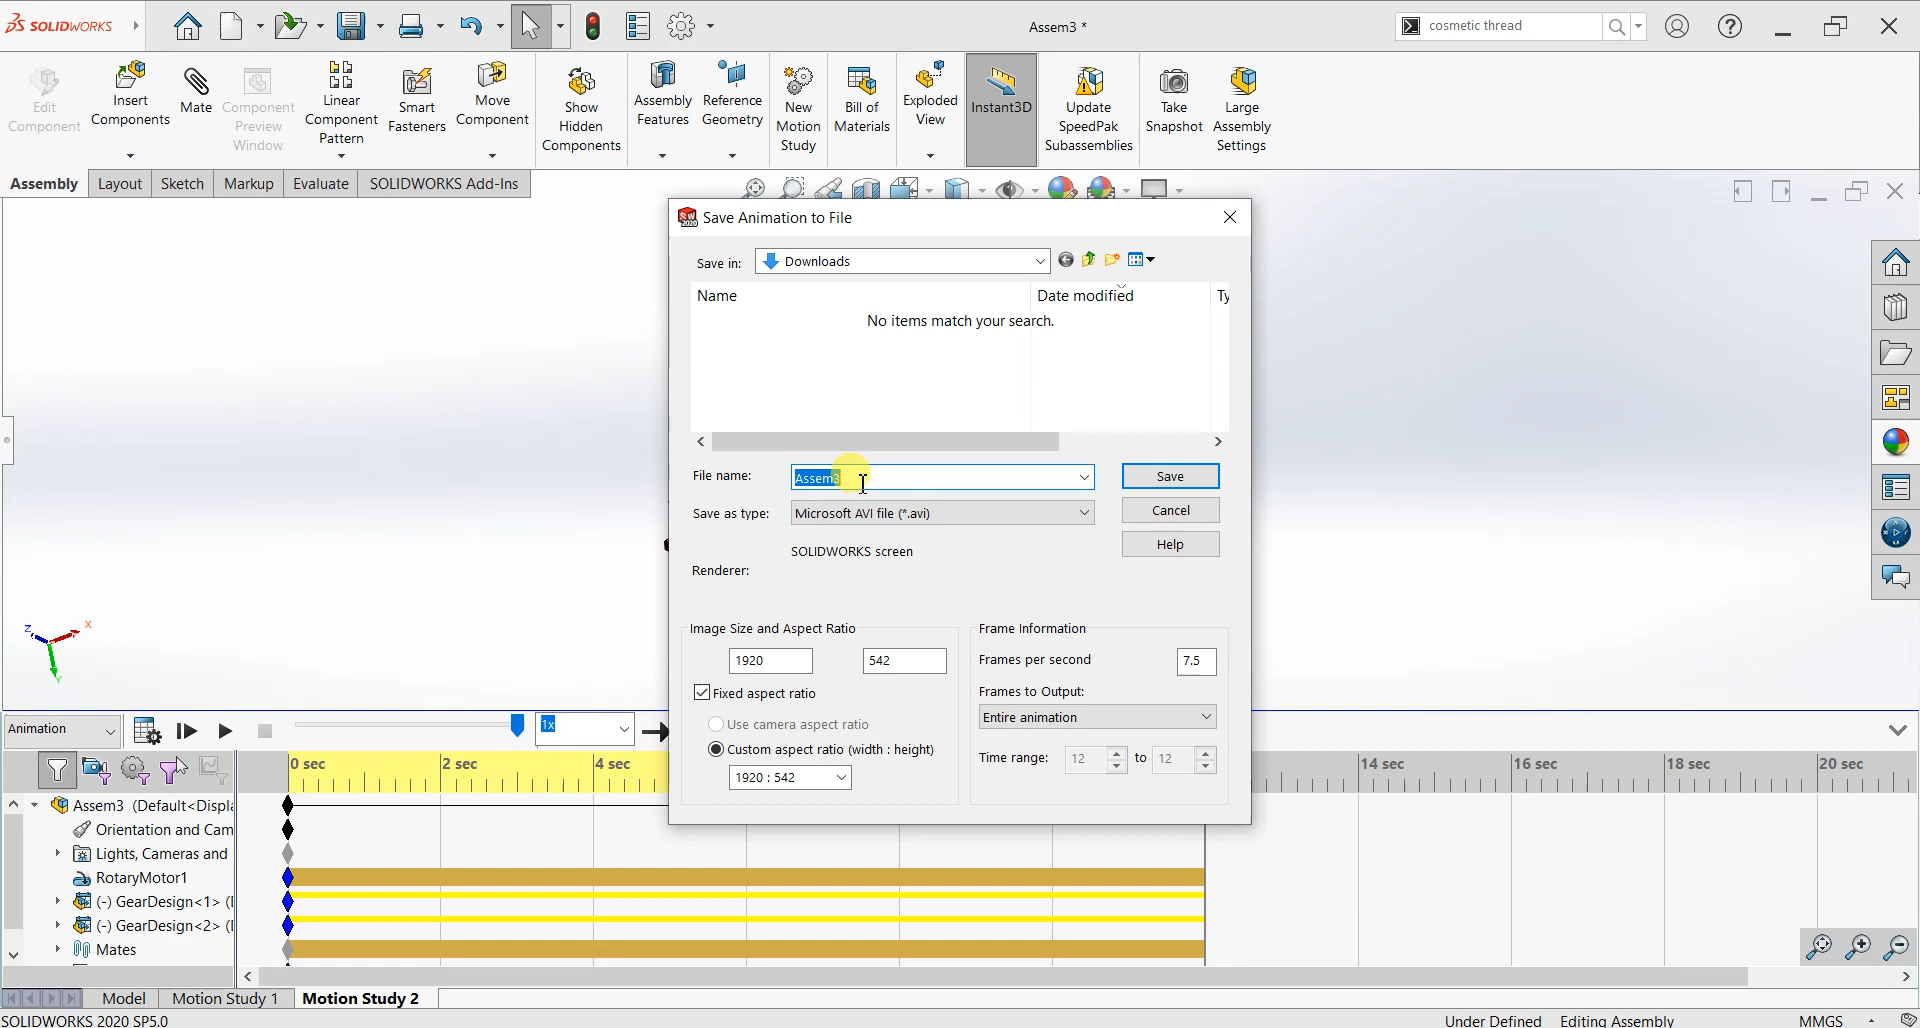 SOLIDWORKS
Assem3 *
cosmetic thread
Edit Component
Insert Components
Mate
Component Preview Window
Linear Component Pattern
Smart Fasteners
Move Component
Show Hidden Components
Assembly Features
Reference Geometry
New Motion Study
Bill of Materials
Exploded View
Instant3D
Update SpeedPak Subassemblies
Take Snapshot
Large Assembly Settings
Assembly
Layout
Sketch
Markup
Evaluate
SOLIDWORKS Add-Ins
Save Animation to File
Save in:
Downloads
Name
Date modified
Ty
No items match your search.
File name:
Assem3
Save
Save as type:
Microsoft AVI file (*.avi)
Cancel
Help
SOLIDWORKS screen
Renderer:
Image Size and Aspect Ratio
1920
542
Fixed aspect ratio
Use camera aspect ratio
Custom aspect ratio (width : height)
1920 : 542
Frame Information
Frames per second
7.5
Frames to Output:
Entire animation
Time range:
12
to
12
z
x
Y
Animation
1x
0 sec
2 sec
4 sec
14 sec
16 sec
18 sec
20 sec
Assem3 (Default<Displa
Orientation and Cam
Lights, Cameras and
RotaryMotor1
(-) GearDesign<1> (
(-) GearDesign<2> (
Mates
Model
Motion Study 1
Motion Study 2
SOLIDWORKS 2020 SP5.0
Under Defined
Editing Assembly
MMGS